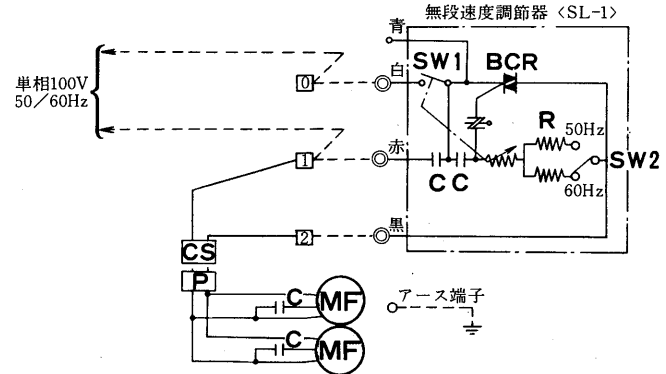 無段速度調節器 〈SL-1〉
青
白
SW1
BCR
単相100V
50/60Hz
0
R
50Hz
赤
1
C C
SW2
60Hz
黒
2
CS
P
C
MF
アース端子
C
MF